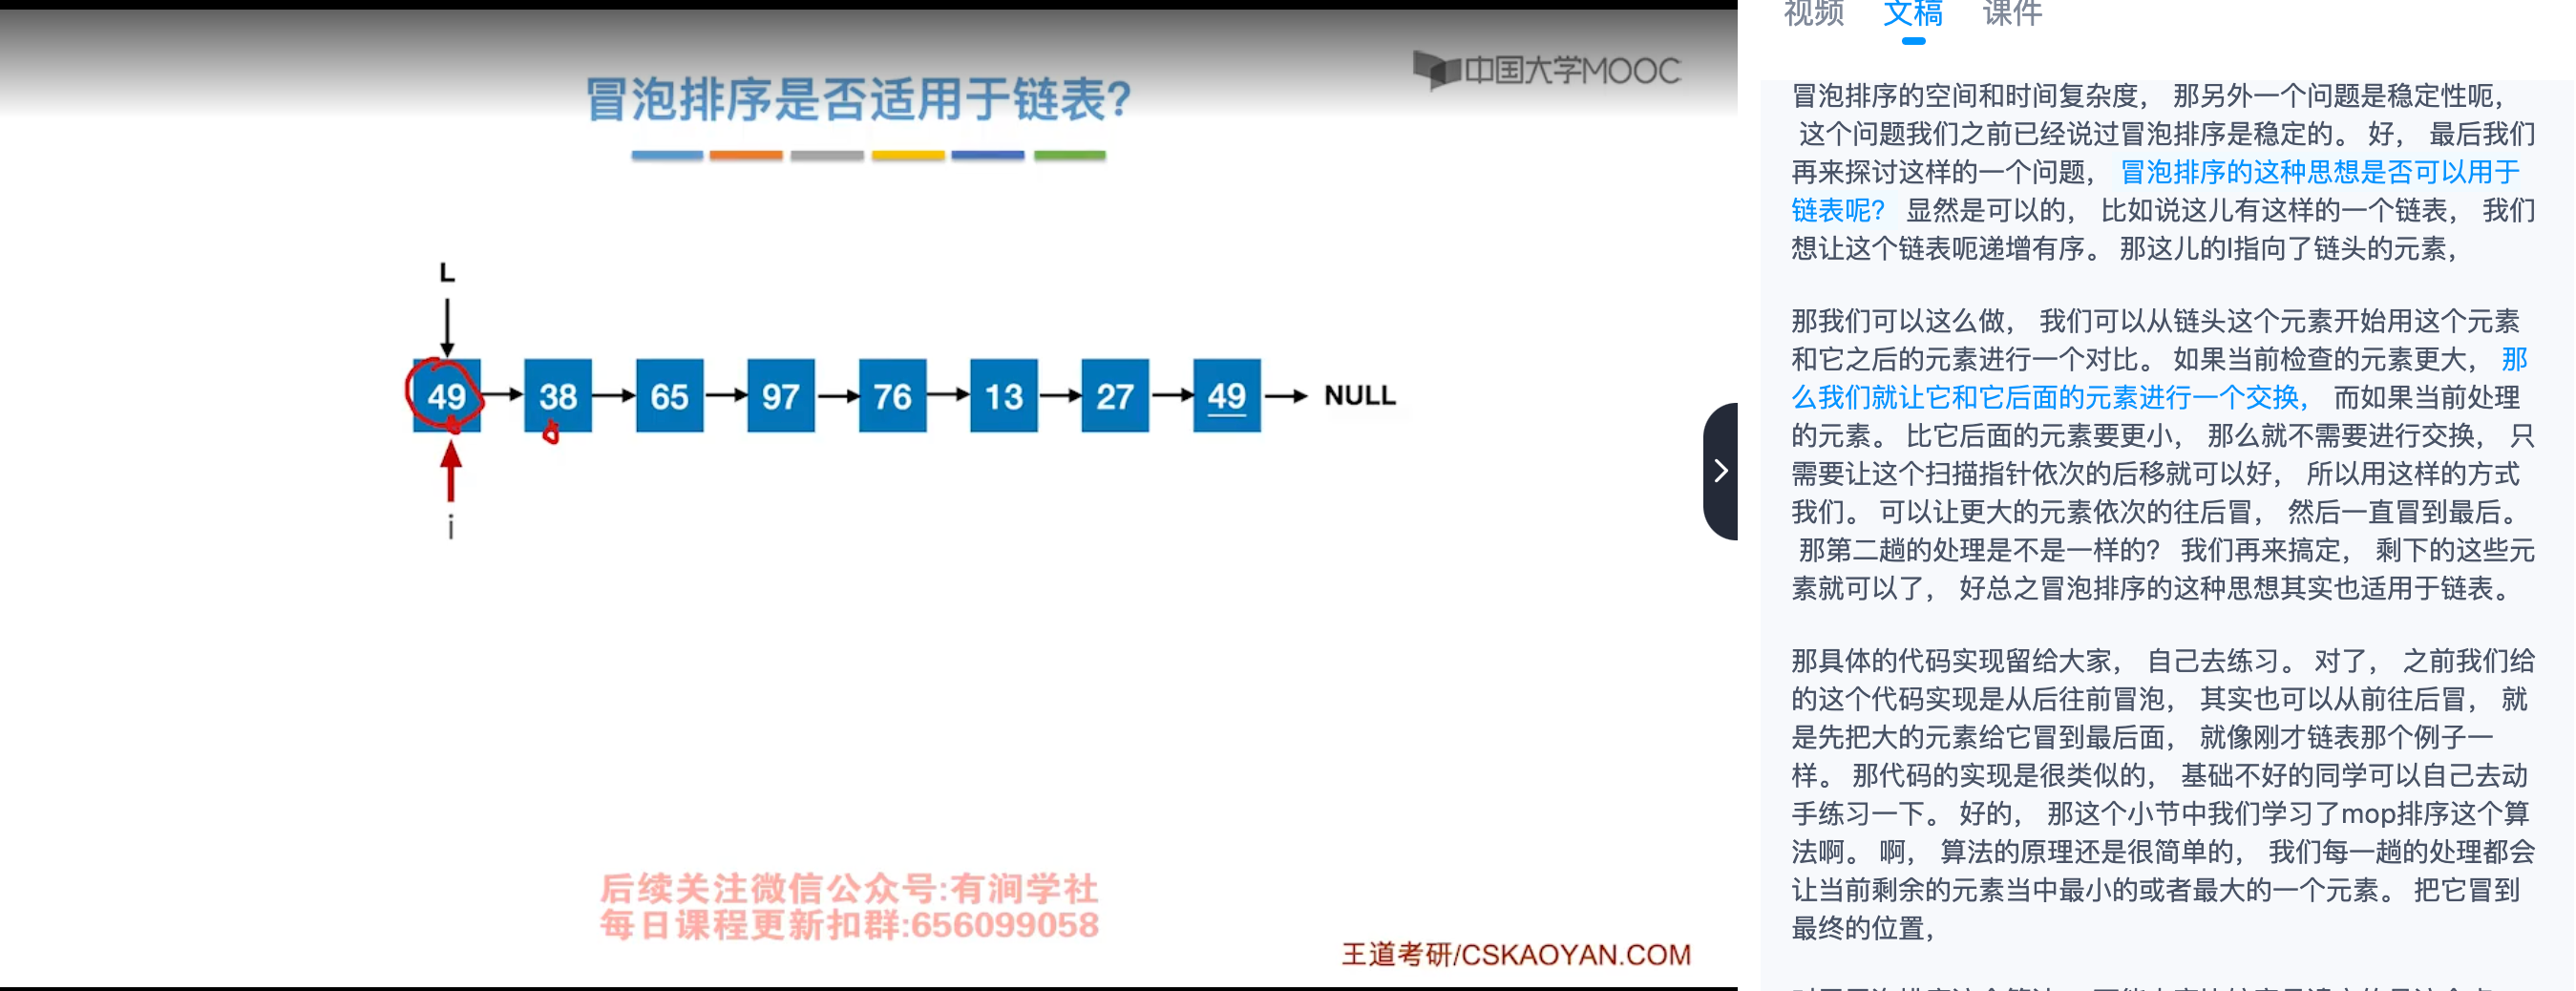 冒泡排序是否适用于链表?
中国大学MOOC
L
49 38 65 97 76 13 27 49 NULL
i
后续关注微信公众号:有涧学社
每日课程更新扣群:656099058
王道考研/CSKAOYAN.COM
视频 文稿 课件
冒泡排序的空间和时间复杂度， 那另外一个问题是稳定性呃，
这个问题我们之前已经说过冒泡排序是稳定的。 好， 最后我们
再来探讨这样的一个问题， 冒泡排序的这种思想是否可以用于
链表呢? 显然是可以的， 比如说这儿有这样的一个链表， 我们
想让这个链表呃递增有序。 那这儿的l指向了链头的元素，
那我们可以这么做， 我们可以从链头这个元素开始用这个元素
和它之后的元素进行一个对比。 如果当前检查的元素更大， 那
么我们就让它和它后面的元素进行一个交换， 而如果当前处理
的元素。 比它后面的元素要更小， 那么就不需要进行交换， 只
需要让这个扫描指针依次的后移就可以好， 所以用这样的方式
我们。 可以让更大的元素依次的往后冒， 然后一直冒到最后。
那第二趟的处理是不是一样的? 我们再来搞定， 剩下的这些元
素就可以了， 好总之冒泡排序的这种思想其实也适用于链表。
那具体的代码实现留给大家， 自己去练习。 对了， 之前我们给
的这个代码实现是从后往前冒泡， 其实也可以从前往后冒， 就
是先把大的元素给它冒到最后面， 就像刚才链表那个例子一
样。 那代码的实现是很类似的， 基础不好的同学可以自己去动
手练习一下。 好的， 那这个小节中我们学习了mop排序这个算
法啊。 啊， 算法的原理还是很简单的， 我们每一趟的处理都会
让当前剩余的元素当中最小的或者最大的一个元素。 把它冒到
最终的位置，